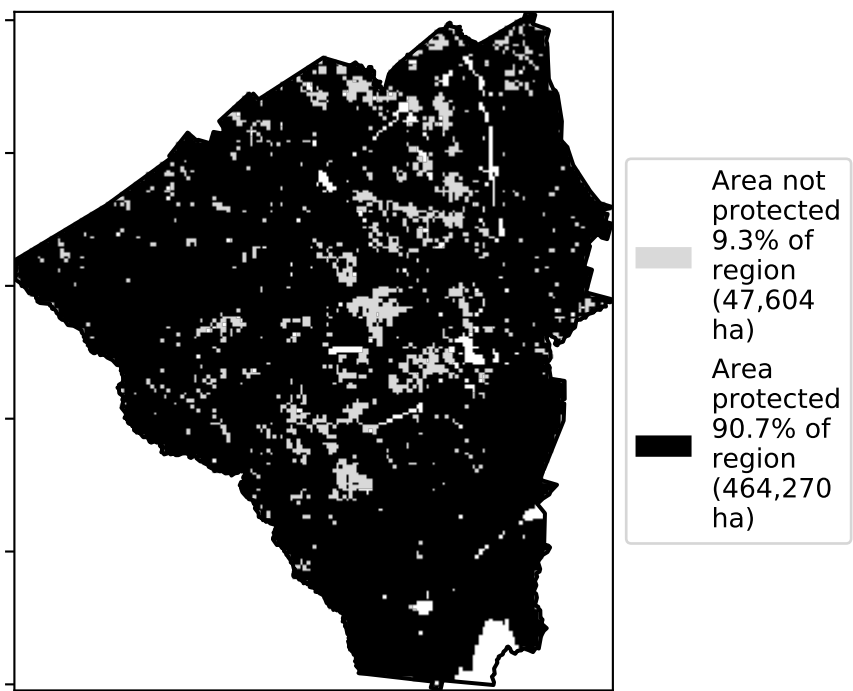 Area not
protected
9.3% of
region
(47,604
ha)
Area
protected
90.7% of
region
(464,270
ha)